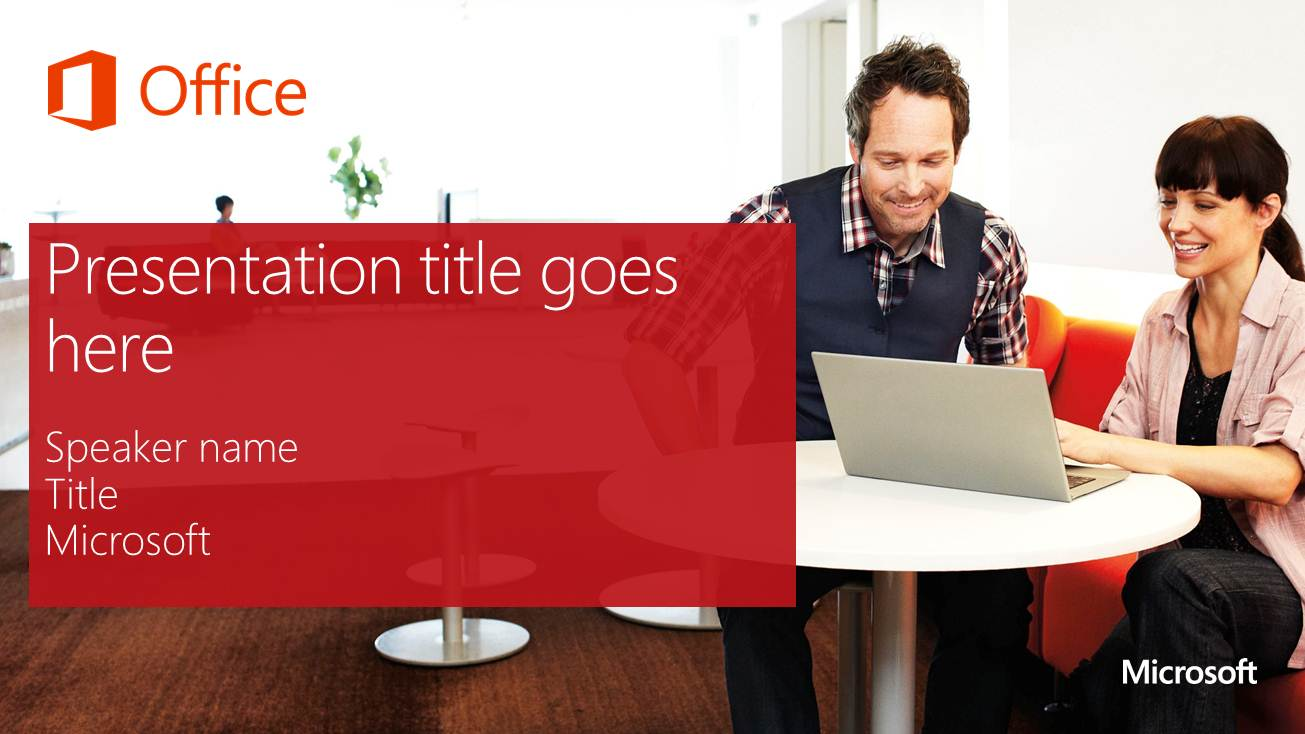 Office
Presentation title goes
here
Speaker name
Title
Microsoft
Microsoft